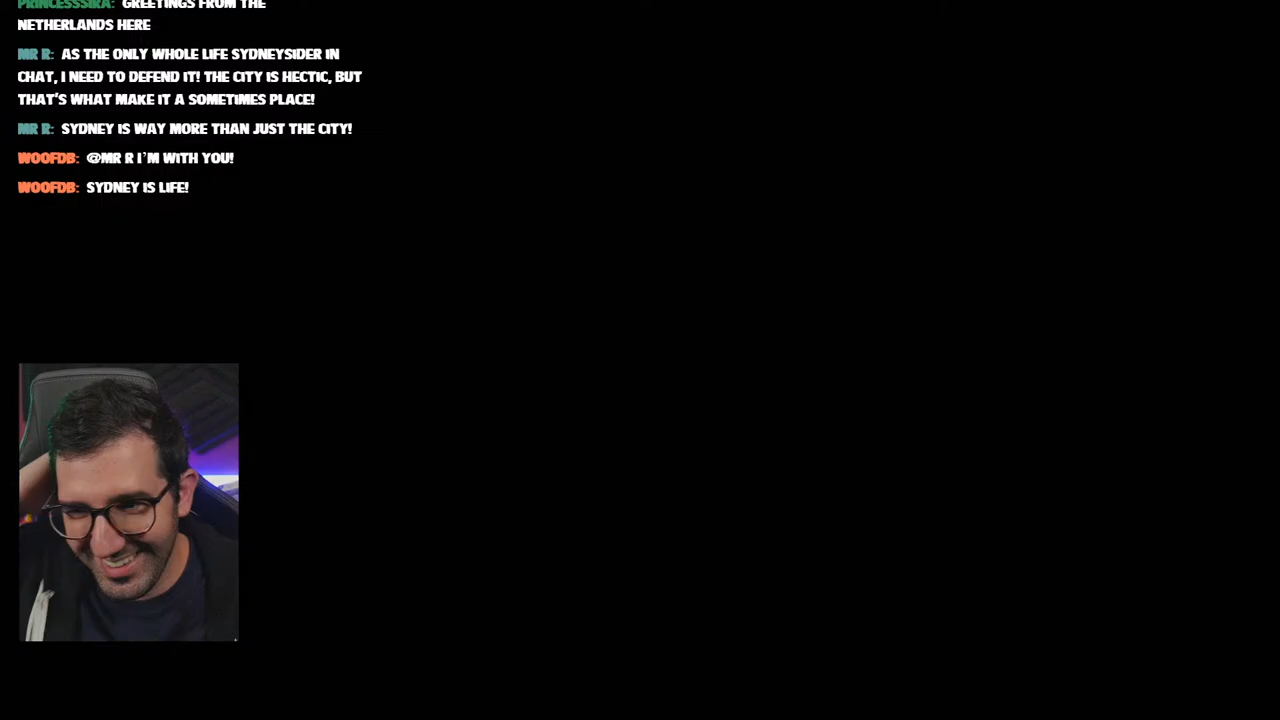 PRINCESSSIRA: GREETINGS FROM THE
NETHERLANDS HERE
MR R: AS THE ONLY WHOLE LIFE SYDNEYSIDER IN
CHAT, I NEED TO DEFEND IT! THE CITY IS HECTIC, BUT
THAT'S WHAT MAKE IT A SOMETIMES PLACE!
MR R: SYDNEY IS WAY MORE THAN JUST THE CITY!
WOOFDB: @MR R I'M WITH YOU!
WOOFDB: SYDNEY IS LIFE!